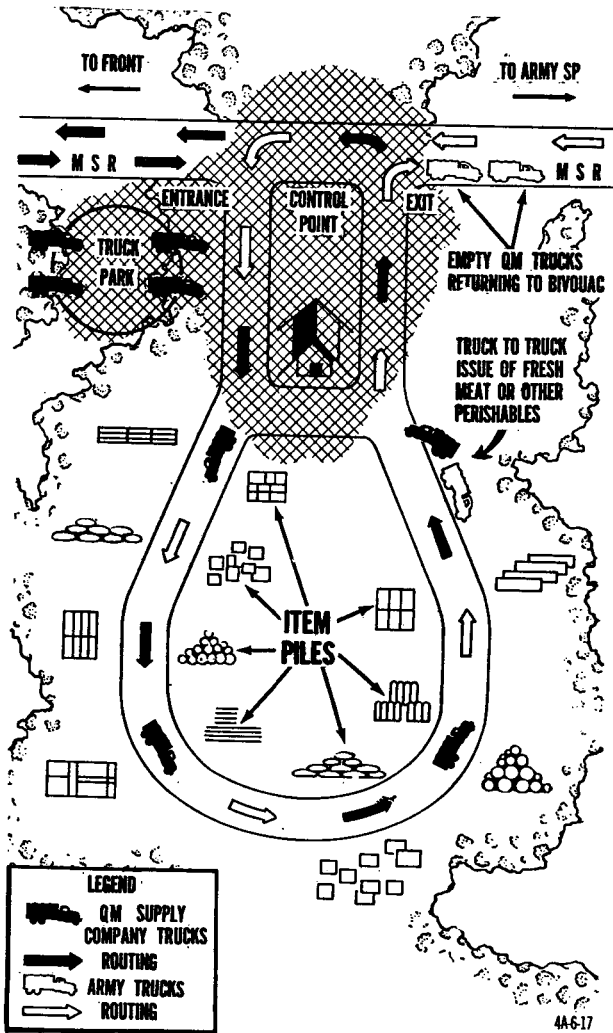 TO FRONT
TO ARMY SP
M S R
M S R
ENTRANCE
CONTROL
POINT
EXIT
TRUCK
PARK
EMPTY QM TRUCKS
RETURNING TO BIVOUAC
TRUCK TO TRUCK
ISSUE OF FRESH
MEAT OR OTHER
PERISHABLES
ITEM
PILES
LEGEND
QM SUPPLY
COMPANY TRUCKS
ROUTING
ARMY TRUCKS
ROUTING
4A-6-17